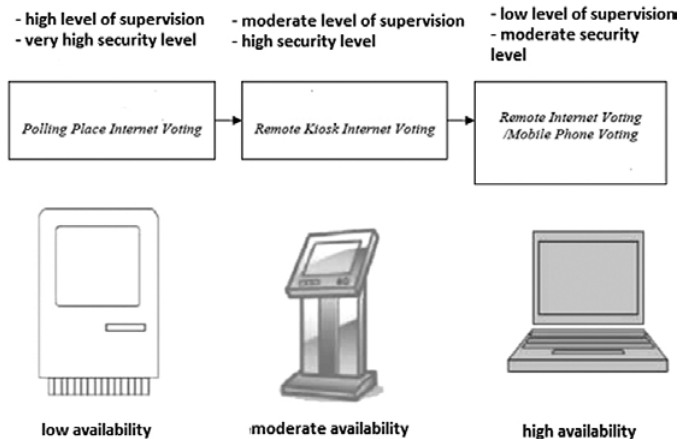 - high level of supervision
- very high security level
- moderate level of supervision
- high security level
- low level of supervision
- moderate security
level
Polling Place Internet Voting
Remote Kiosk Internet Voting
Remote Internet Voting
/Mobile Phone Voting
low availability
moderate availability
high availability